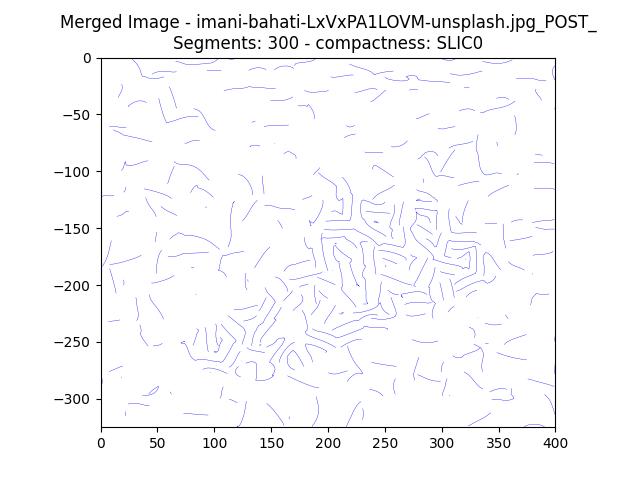 Merged Image - imani-bahati-LxVxPA1LOVM-unsplash.jpg_POST_
Segments: 300 - compactness: SLIC0
0
−50
−100
−150
−200
−250
−300
0 50 100 150 200 250 300 350 400